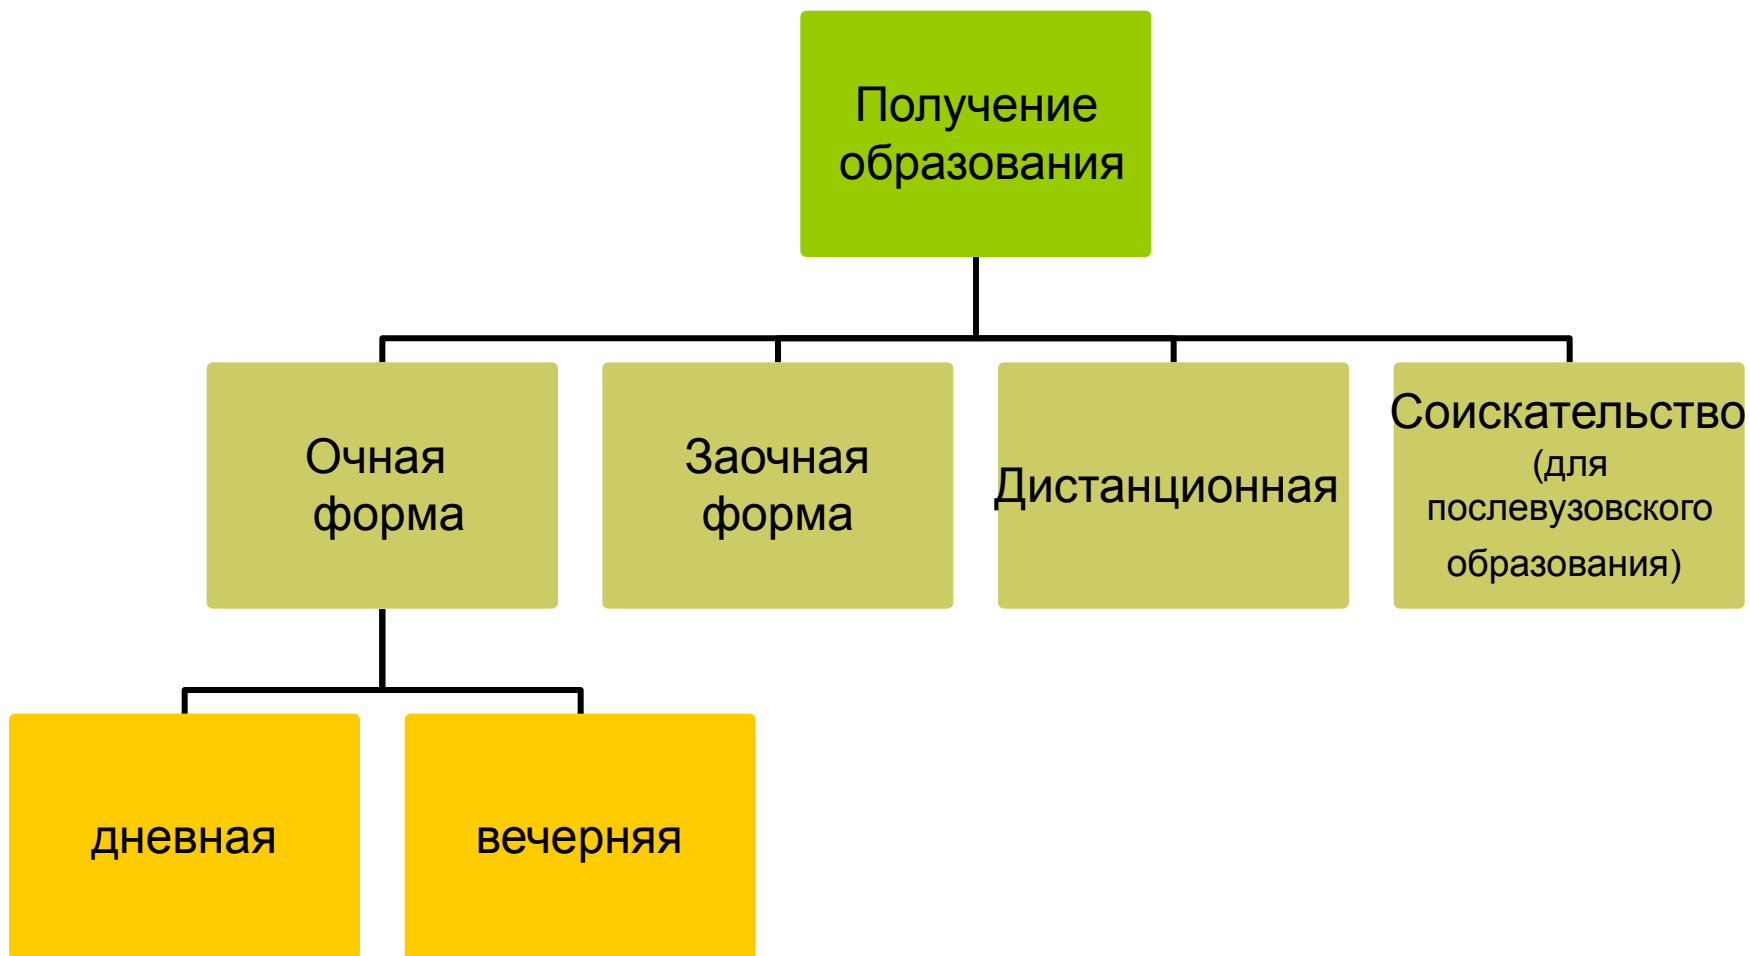 Получение
образования
Очная
форма
Заочная
форма
Дистанционная
Соискательство
(для
послевузовского
образования)
дневная
вечерняя